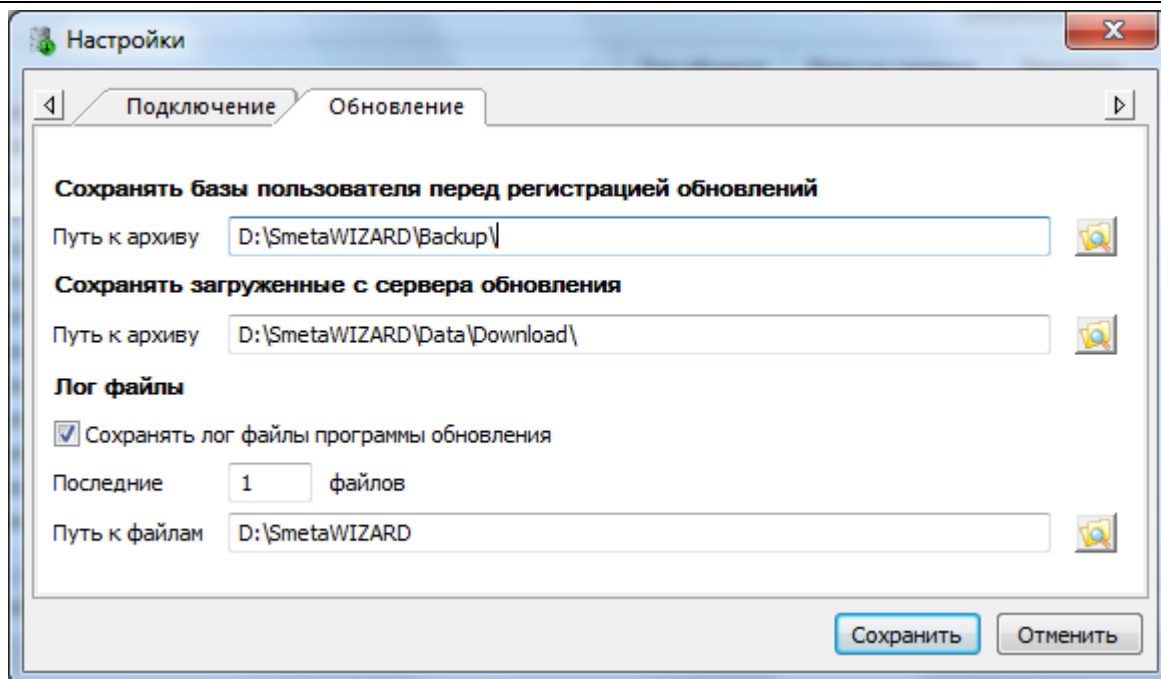 Настройки
Подключение Обновление
Сохранять базы пользователя перед регистрацией обновлений
Путь к архиву D:\SmetaWIZARD\Backup\
Сохранять загруженные с сервера обновления
Путь к архиву D:\SmetaWIZARD\Data\Download\
Лог файлы
Сохранять лог файлы программы обновления
Последние 1 файлов
Путь к файлам D:\SmetaWIZARD
Сохранить Отменить